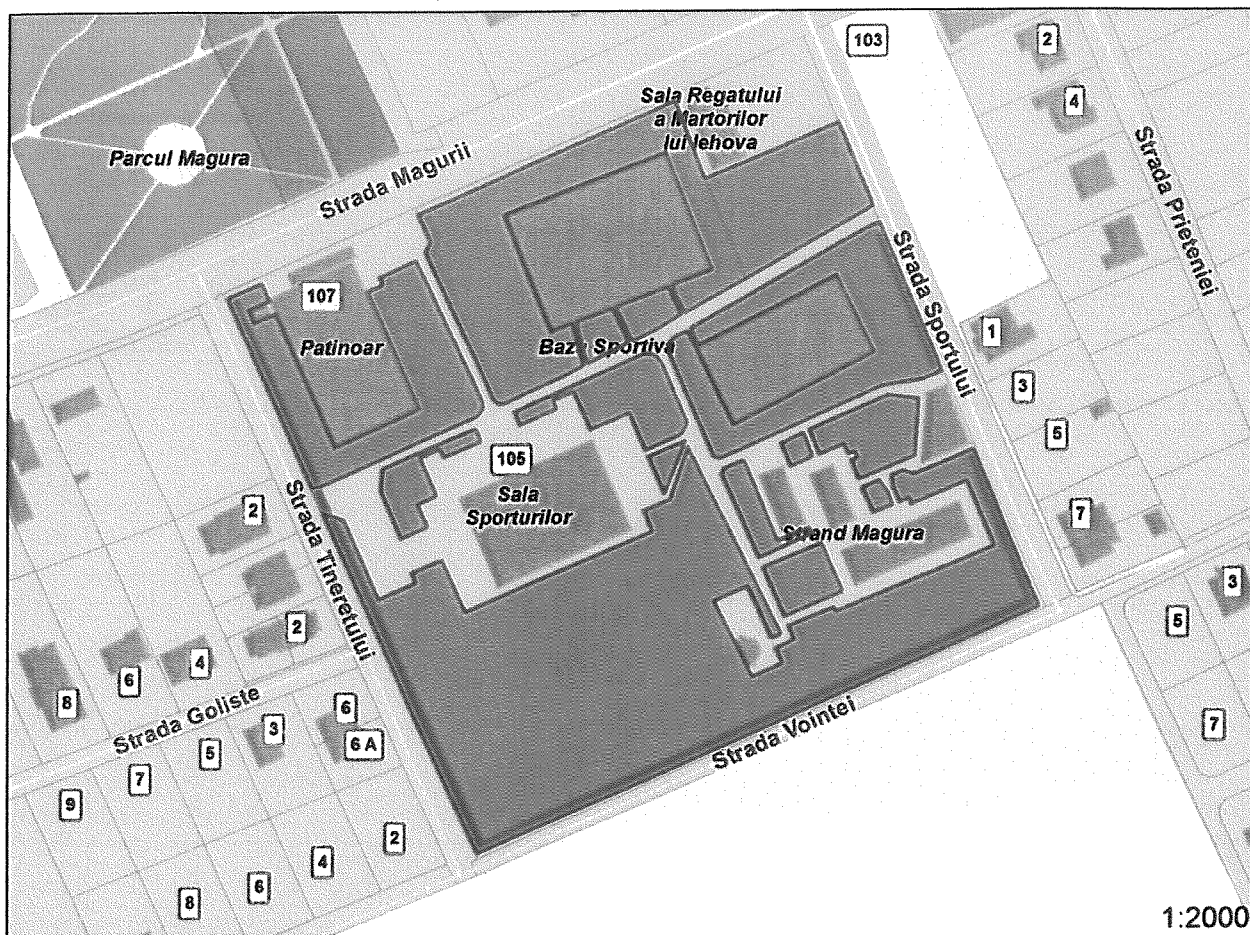 103
2
4
Sala Regatului
a Martorilor
lui Iehova
Parcul Magura
Strada Magurii
Strada Prieteniei
Strada Sportului
107
Patinoar
Baza Sportiva
1
3
5
105
Sala
Sporturilor
Strand Magura
7
Strada Tineretului
2
2
3
5
4
6
8
Strada Goliste
6
3
6 A
5
7
9
Strada Vointei
7
2
4
6
8
1:2000